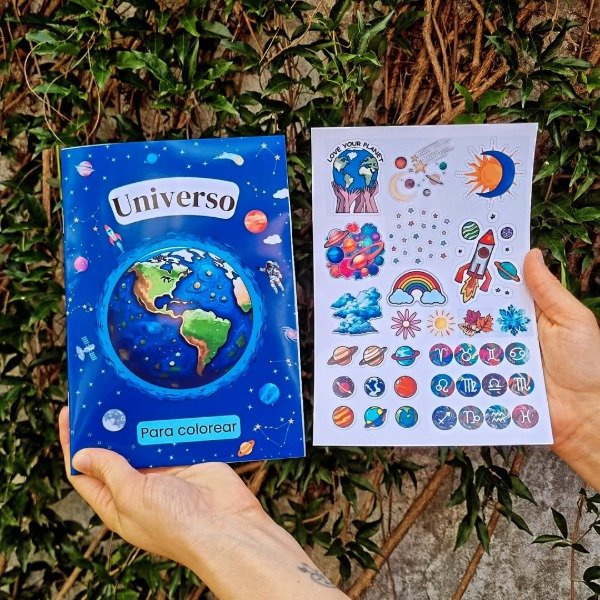 Universo
Para colorear
LOVE YOUR PLANET
♈ ♉ ♊ ♋
♌ ♍ ♎ ♏
♐ ♑ ♒ ♓